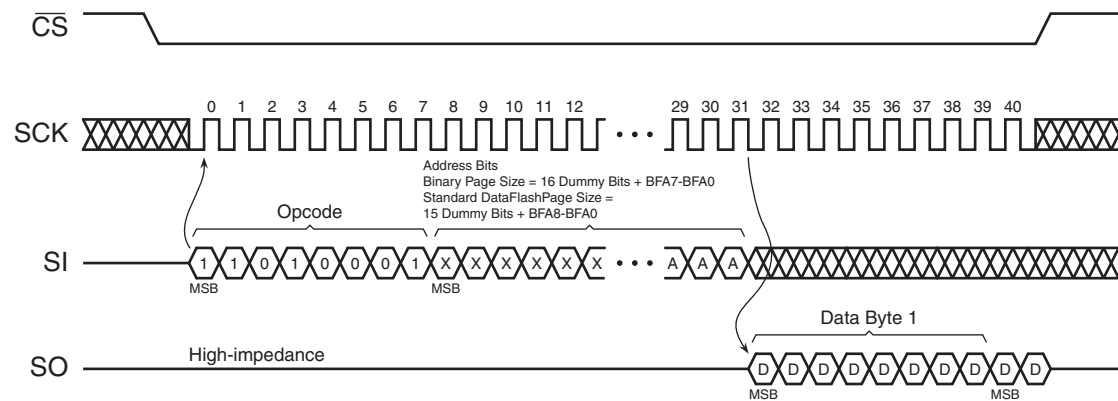 CS
0 1 2 3 4 5 6 7 8 9 10 11 12 29 30 31 32 33 34 35 36 37 38 39 40
SCK
Address Bits
Binary Page Size = 16 Dummy Bits + BFA7-BFA0
Standard DataFlashPage Size =
15 Dummy Bits + BFA8-BFA0
Opcode
SI
1 1 0 1 0 0 0 1 X X X X X X A A A
MSB MSB
Data Byte 1
High-impedance
SO
D D D D D D D D D D
MSB MSB